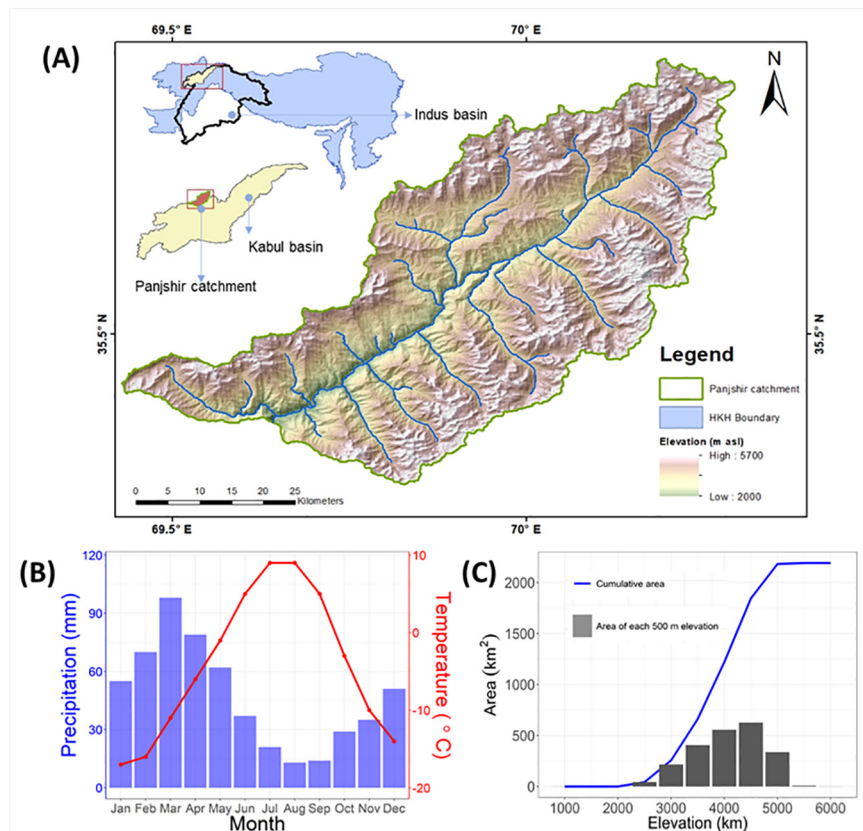 (A)
69.5° E
70° E
N
Indus basin
Kabul basin
Panjshir catchment
35.5° N
35.5° N
Legend
Panjshir catchment
HKH Boundary
Elevation (m asl)
High : 5700
Low : 2000
0 5 10 15 20 25
Kilometers
69.5° E
70° E
(B)
Precipitation (mm)
120
90
60
30
0
Temperature (°C)
10
0
-10
-20
Jan Feb Mar Apr May Jun Jul Aug Sep Oct Nov Dec
Month
(C)
Area (km²)
2000
1500
1000
500
0
Cumulative area
Area of each 500 m elevation
1000 2000 3000 4000 5000 6000
Elevation (km)